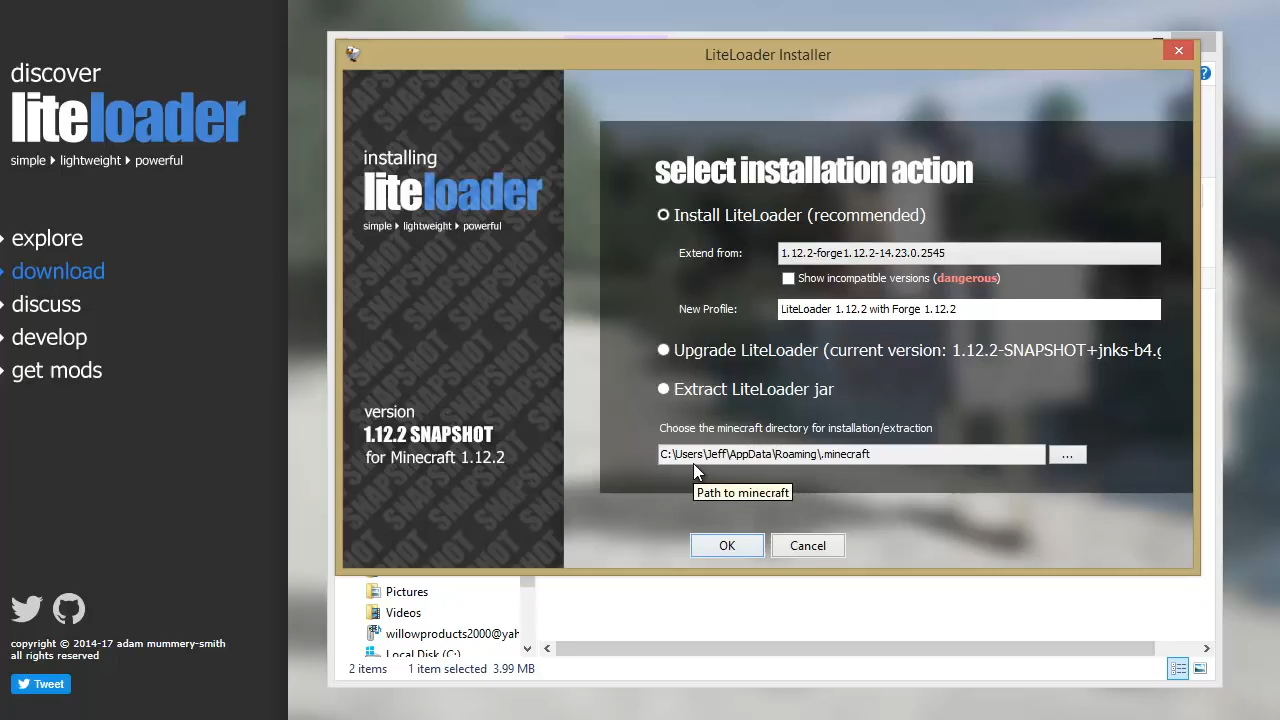 discover
liteloader
simple lightweight powerful
explore
download
discuss
develop
get mods
copyright © 2014-17 adam mummery-smith
all rights reserved
Tweet
LiteLoader Installer
installing
liteloader
simple lightweight powerful
version
1.12.2 SNAPSHOT
for Minecraft 1.12.2
select installation action
Install LiteLoader (recommended)
Extend from: 1.12.2-forge1.12.2-14.23.0.2545
Show incompatible versions (dangerous)
New Profile: LiteLoader 1.12.2 with Forge 1.12.2
Upgrade LiteLoader (current version: 1.12.2-SNAPSHOT+jnks-b4.g
Extract LiteLoader jar
Choose the minecraft directory for installation/extraction
C:\Users\Jeff\AppData\Roaming\.minecraft ...
Path to minecraft
OK Cancel
Pictures
Videos
willowproducts2000@yah
Local Disk (C:)
2 items 1 item selected 3.99 MB